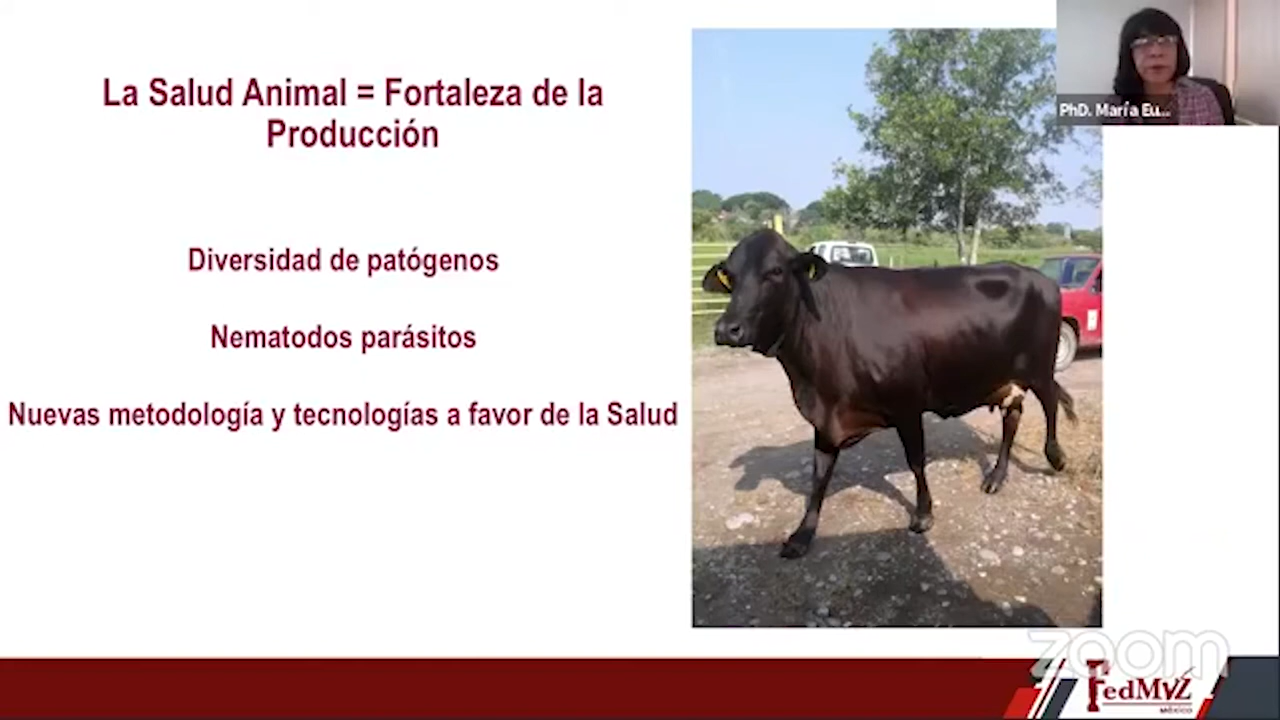 La Salud Animal = Fortaleza de la
Producción
Diversidad de patógenos
Nematodos parásitos
Nuevas metodología y tecnologías a favor de la Salud
PhD. María Eu...
zoom
FedMVZ
MÉXICO